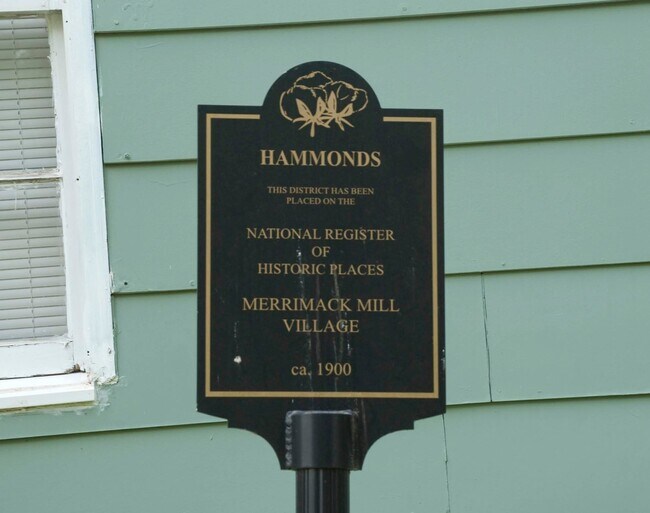 HAMMONDS
THIS DISTRICT HAS BEEN
PLACED ON THE
NATIONAL REGISTER
OF
HISTORIC PLACES
MERRIMACK MILL
VILLAGE
ca. 1900